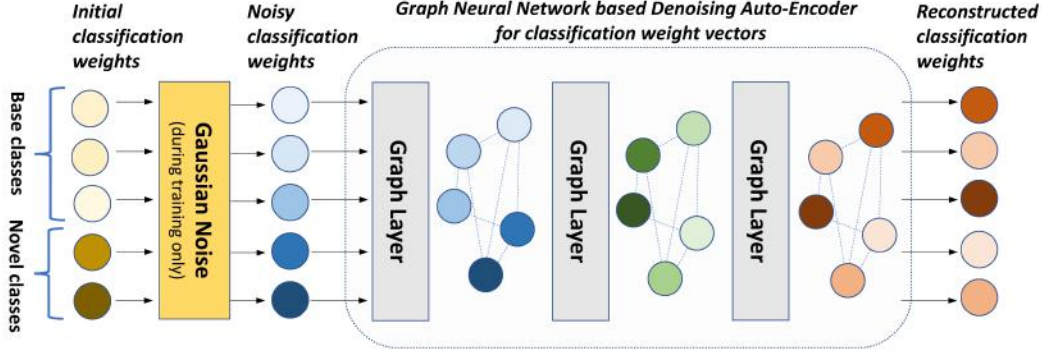 Initial
classification
weights
Noisy
classification
weights
Graph Neural Network based Denoising Auto-Encoder
for classification weight vectors
Reconstructed
classification
weights
Base classes
Novel classes
Gaussian Noise
(during training only)
Graph Layer
Graph Layer
Graph Layer